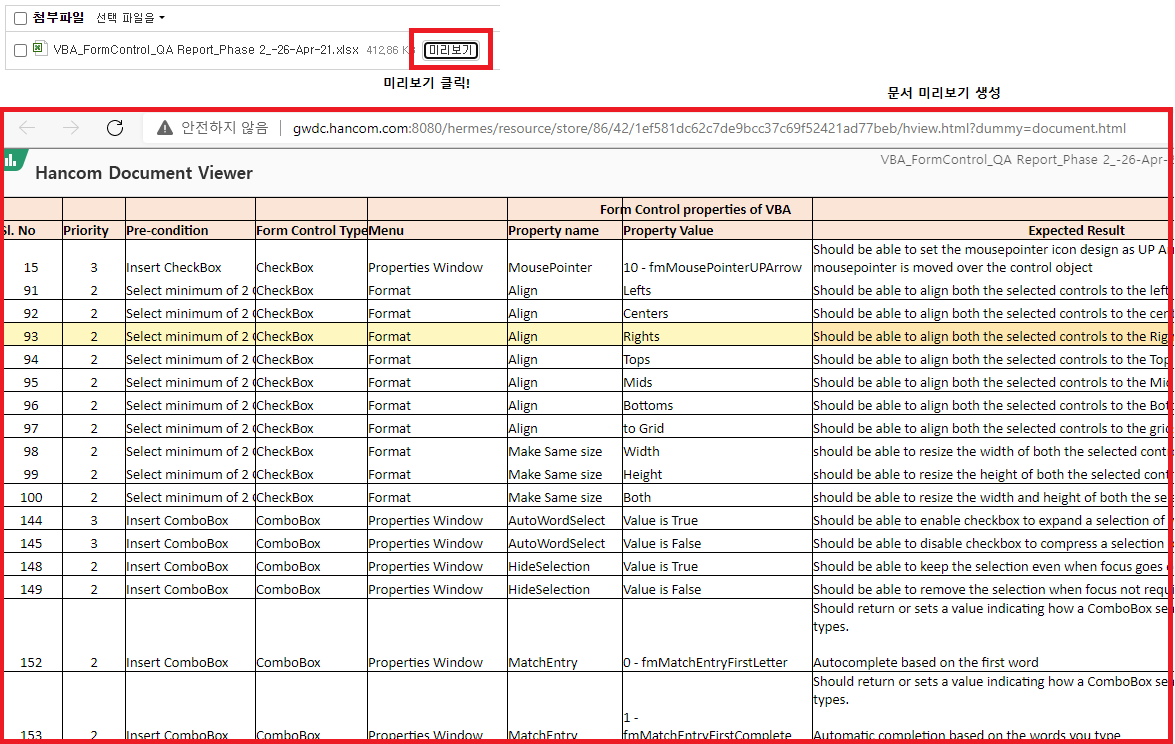 첨부파일 선택 파일을
VBA_FormControl_QA Report_Phase 2_-26-Apr-21.xlsx 412,86 K 미리보기
미리보기 클릭!
문서 미리보기 생성
안전하지 않음 gwdc.hancom.com:8080/hermes/resource/store/86/42/1ef581dc62c7de9bcc37c69f52421ad77beb/hview.html?dummy=document.html
VBA_FormControl_QA Report_Phase 2_-26-Apr-
Hancom Document Viewer
Form Control properties of VBA
Sl. No Priority Pre-condition Form Control Type Menu Property name Property Value Expected Result
Should be able to set the mousepointer icon design as UP
15 3 Insert CheckBox CheckBox Properties Window MousePointer 10 - fmMousePointerUPArrow mousepointer is moved over the control object
91 2 Select minimum of 2 CheckBox Format Align Lefts Should be able to align both the selected controls to the left
92 2 Select minimum of 2 CheckBox Format Align Centers Should be able to align both the selected controls to the cen
93 2 Select minimum of 2 CheckBox Format Align Rights Should be able to align both the selected controls to the Rig
94 2 Select minimum of 2 CheckBox Format Align Tops Should be able to align both the selected controls to the Top
95 2 Select minimum of 2 CheckBox Format Align Mids Should be able to align both the selected controls to the Mid
96 2 Select minimum of 2 CheckBox Format Align Bottoms Should be able to align both the selected controls to the Bot
97 2 Select minimum of 2 CheckBox Format Align to Grid Should be able to align both the selected controls to the grid
98 2 Select minimum of 2 CheckBox Format Make Same size Width should be able to resize the width of both the selected cont
99 2 Select minimum of 2 CheckBox Format Make Same size Height should be able to resize the height of both the selected con
100 2 Select minimum of 2 CheckBox Format Make Same size Both should be able to resize the width and height of both the se
144 3 Insert ComboBox ComboBox Properties Window AutoWordSelect Value is True Should be able to enable checkbox to expand a selection of
145 3 Insert ComboBox ComboBox Properties Window AutoWordSelect Value is False Should be able to disable checkbox to compress a selection
148 2 Insert ComboBox ComboBox Properties Window HideSelection Value is True Should be able to keep the selection even when focus goes
149 2 Insert ComboBox ComboBox Properties Window HideSelection Value is False Should be able to remove the selection when focus not requ
Should return or sets a value indicating how a ComboBox se
types.
152 2 Insert ComboBox ComboBox Properties Window MatchEntry 0 - fmMatchEntryFirstLetter Autocomplete based on the first word
Should return or sets a value indicating how a ComboBox se
types.
1 -
153 2 Insert ComboBox ComboBox Properties Window MatchEntry fmMatchEntryFirstComplete Automatic completion based on the words you type